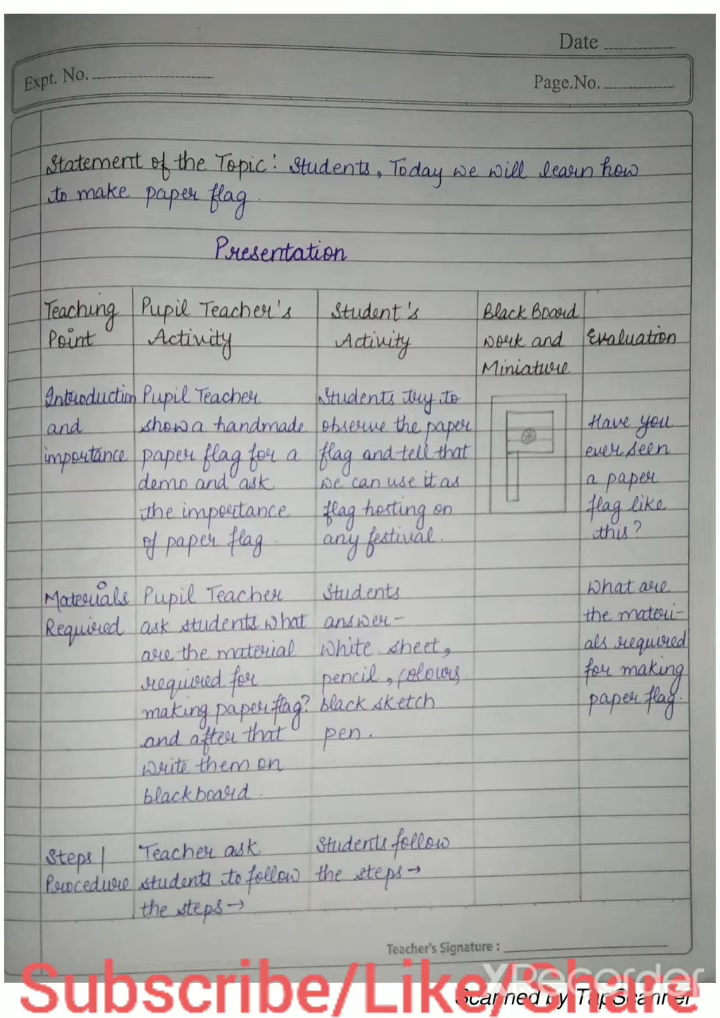 Date
Expt. No.
Page.No.
Statement of the Topic: Students, Today we will learn how
to make paper flag.
Presentation
Teaching
Point
Pupil Teacher's
Activity
Student's
Activity
Black Board
work and
Miniature
Evaluation
Introduction
and
importance
Pupil Teacher
show a handmade
paper flag for a
demo and ask
the importance
of paper flag.
Students try to
observe the paper
flag and tell that
we can use it as
flag hosting on
any festival.
Have you
ever seen
a paper
flag like
this?
Materials
Required
Pupil Teacher
ask students what
are the material
required for
making paper flag?
and after that
write them on
blackboard.
Students
answer-
white sheet,
pencil, colours,
black sketch
pen.
What are
the materi-
als required
for making
paper flag.
Steps/
Procedure
Teacher ask
students to follow
the steps→
Students follow
the steps→
Teacher's Signature :
Subscribe/Like/Share
XRecorder
Scanned by TapScanner